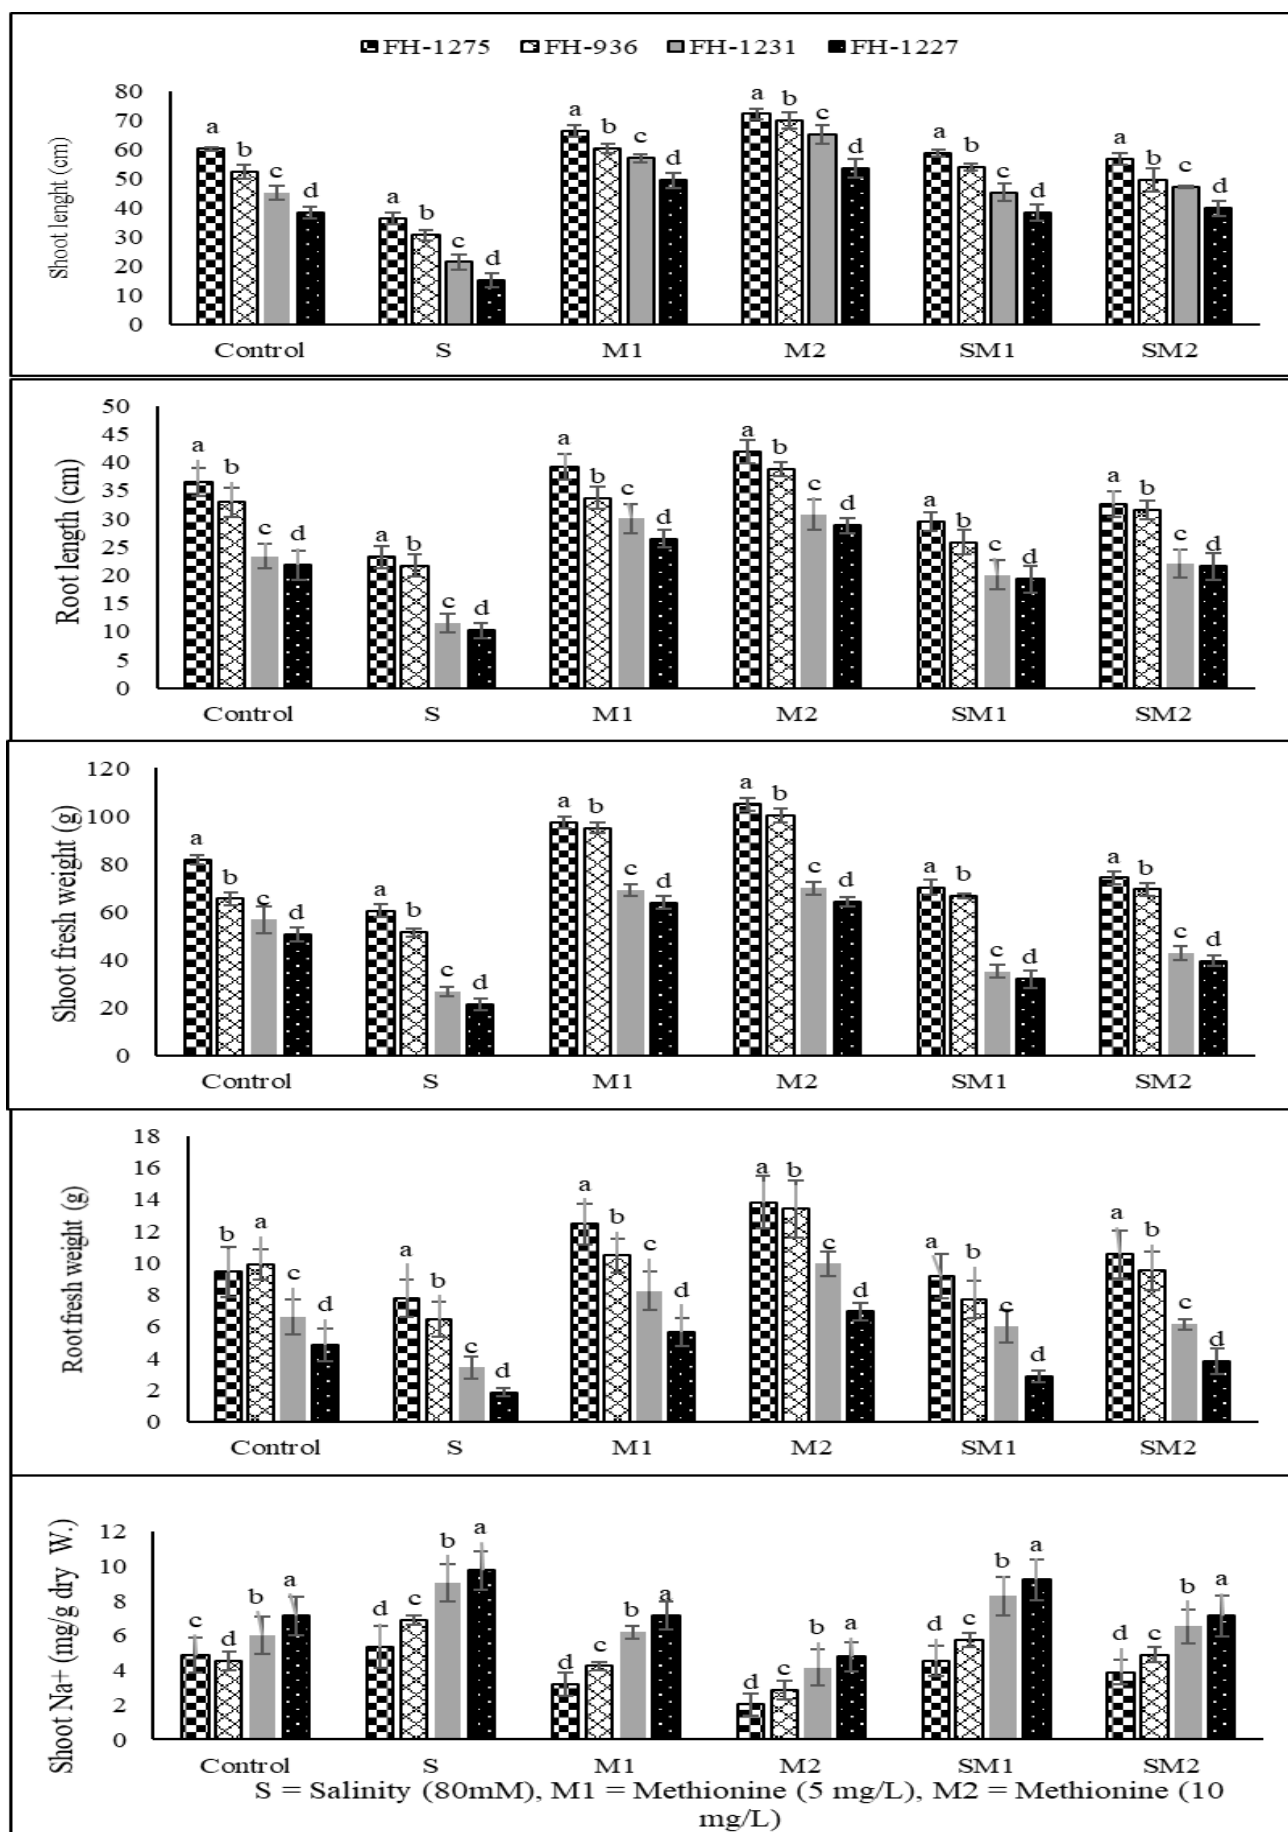 FH-1275 FH-936 FH-1231 FH-1227
Shoot lenght (cm)
80
70
60
50
40
30
20
10
0
a b c d a b c d a b c d a b c d a b c d a b c d
Control S M1 M2 SM1 SM2
Root length (cm)
50
45
40
35
30
25
20
15
10
5
0
a b c d a b c d a b c d a b c d a b c d a b c d
Control S M1 M2 SM1 SM2
Shoot fresh weight (g)
120
100
80
60
40
20
0
a b c d a b c d a b c d a b c d a b c d a b c d
Control S M1 M2 SM1 SM2
Root fresh weight (g)
18
16
14
12
10
8
6
4
2
0
b a c d a b c d a b c d a b c d a b c d a b c d
Control S M1 M2 SM1 SM2
Shoot Na+ (mg/g dry W.)
12
10
8
6
4
2
0
c d b a d c b a d c b a d c b a d c b a d c b a
Control S M1 M2 SM1 SM2
S = Salinity (80mM), M1 = Methionine (5 mg/L), M2 = Methionine (10
mg/L)